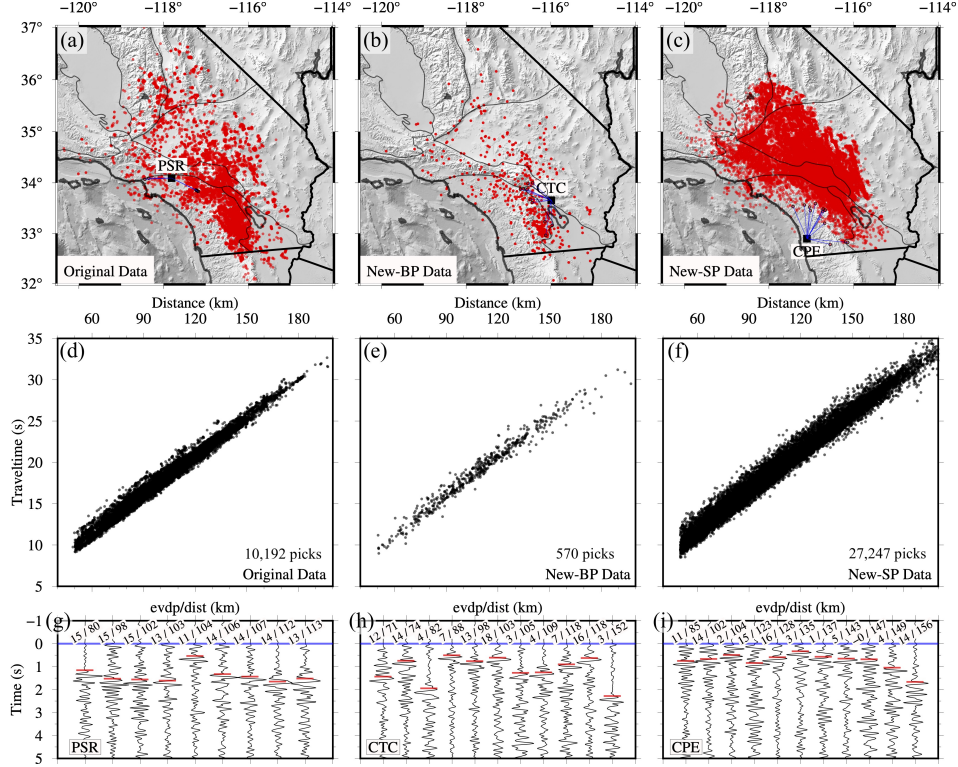 −120° −118° −116° −114°
−120° −118° −116° −114°
−120° −118° −116° −114°
37°
36°
35°
34°
33°
32°
(a)
PSR
Original Data
(b)
CTC
New-BP Data
(c)
CPE
New-SP Data
Distance (km)
60 90 120 150 180
Distance (km)
60 90 120 150 180
Distance (km)
60 90 120 150 180
Traveltime (s)
35
30
25
20
15
10
5
(d)
10,192 picks
Original Data
(e)
570 picks
New-BP Data
(f)
27,247 picks
New-SP Data
evdp/dist (km)
evdp/dist (km)
evdp/dist (km)
Time (s)
−1
0
1
2
3
4
5
(g)
15 / 80
15 / 98
15 / 102
13 / 103
11 / 104
14 / 106
14 / 107
14 / 112
13 / 113
PSR
(h)
12 / 71
14 / 74
4 / 82
7 / 88
13 / 98
18 / 103
3 / 105
4 / 109
7 / 118
16 / 118
3 / 152
CTC
(i)
11 / 85
14 / 102
2 / 104
15 / 123
16 / 128
3 / 135
1 / 137
5 / 143
−0 / 147
4 / 149
14 / 156
CPE